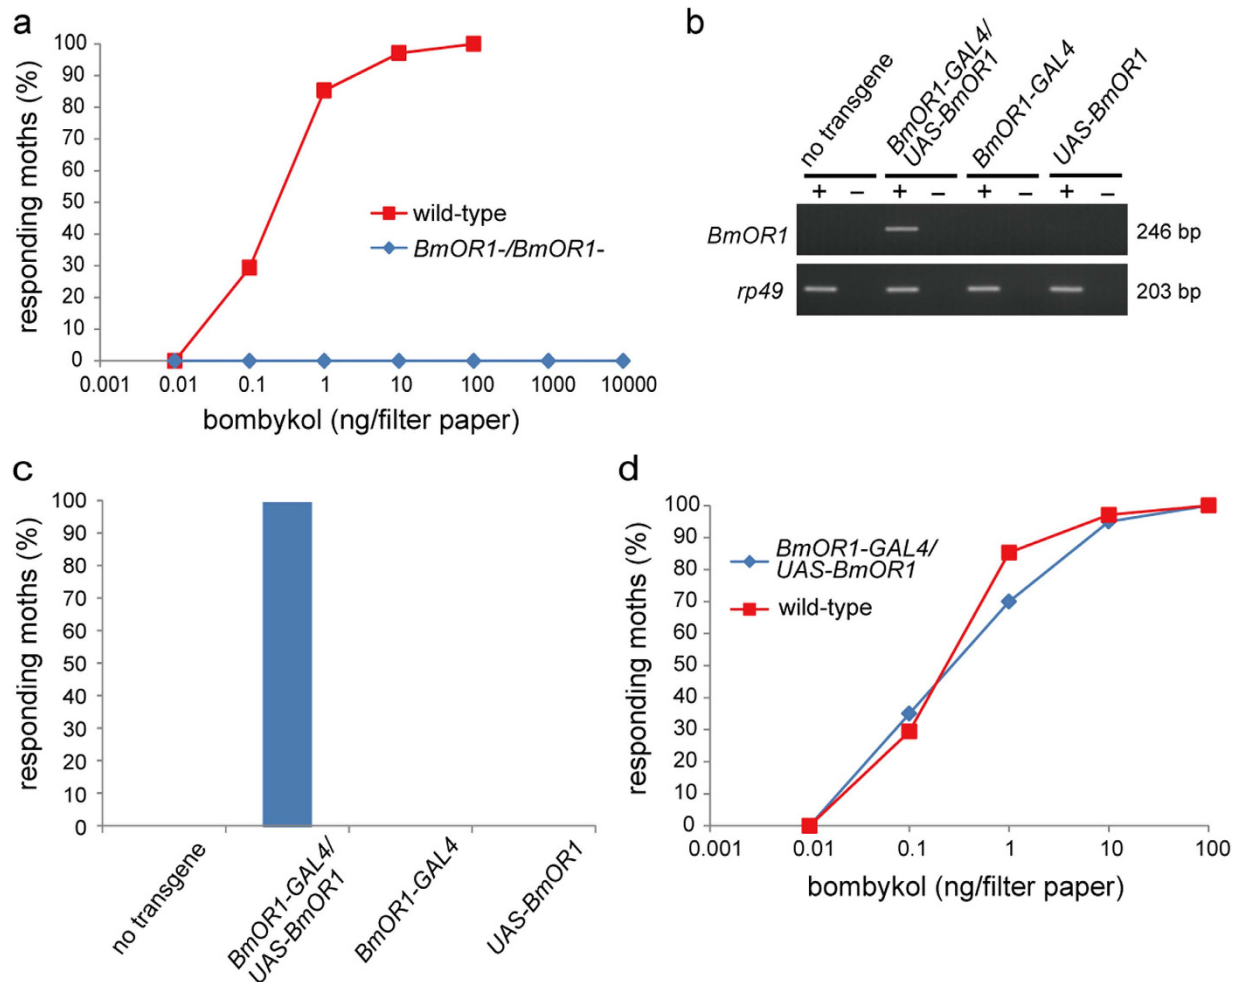 a
100
90
80
70
60
50
40
30
20
10
0
responding moths (%)
wild-type
BmOR1-/BmOR1-
0.001 0.01 0.1 1 10 100 1000 10000
bombykol (ng/filter paper)
b
no transgene
BmOR1-GAL4/
UAS-BmOR1
BmOR1-GAL4
UAS-BmOR1
+ – + – + – + –
BmOR1 246 bp
rp49 203 bp
c
100
90
80
70
60
50
40
30
20
10
0
responding moths (%)
no transgene
BmOR1-GAL4/
UAS-BmOR1
BmOR1-GAL4
UAS-BmOR1
d
100
90
80
70
60
50
40
30
20
10
0
responding moths (%)
BmOR1-GAL4/
UAS-BmOR1
wild-type
0.001 0.01 0.1 1 10 100
bombykol (ng/filter paper)